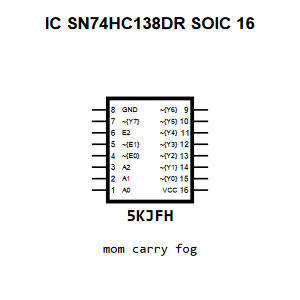 IC SN74HC138DR SOIC 16
8 GND ~{Y6} 9
7 ~{Y7} ~{Y5} 10
6 E2 ~{Y4} 11
5 ~{E1} ~{Y3} 12
4 ~{E0} ~{Y2} 13
3 A2 ~{Y1} 14
2 A1 ~{Y0} 15
1 A0 VCC 16
5KJFH
mom carry fog